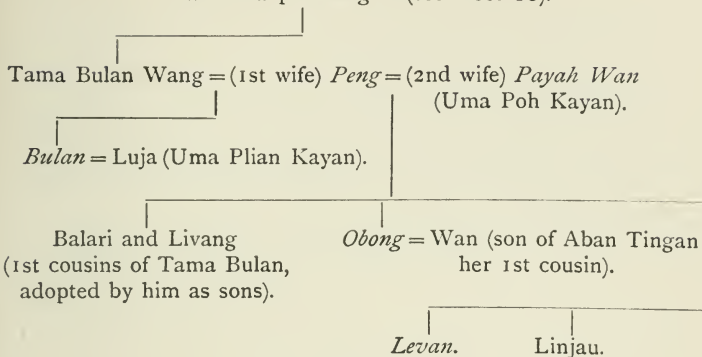 Tama Bulan Wang = (1st wife) Peng = (2nd wife) Payah Wan
(Uma Poh Kayan).
Bulan = Luja (Uma Plian Kayan).
Balari and Livang
(1st cousins of Tama Bulan,
adopted by him as sons).
Obong = Wan (son of Aban Tingan
her 1st cousin).
Levan.
Linjau.